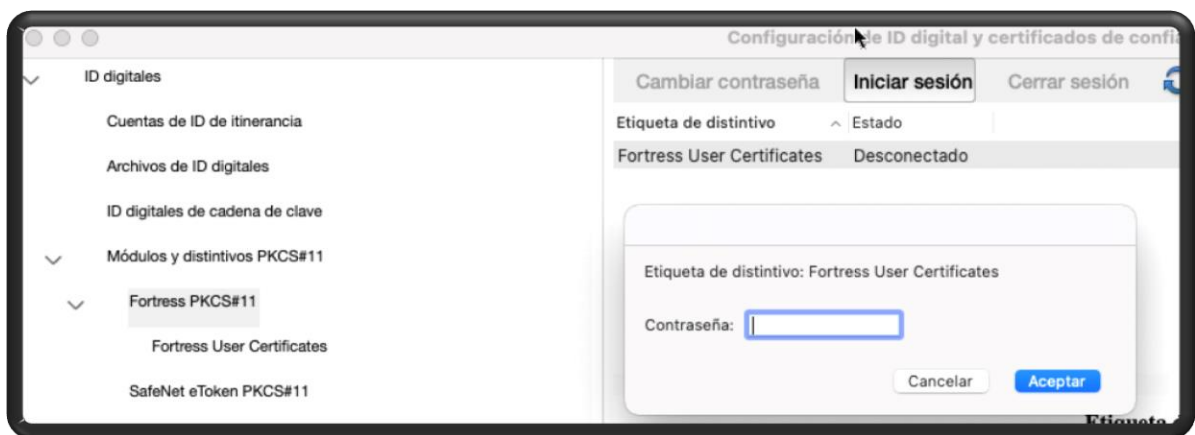 Configuración de ID digital y certificados de confia
ID digitales
Cuentas de ID de itinerancia
Archivos de ID digitales
ID digitales de cadena de clave
Módulos y distintivos PKCS#11
Fortress PKCS#11
Fortress User Certificates
SafeNet eToken PKCS#11
Cambiar contraseña Iniciar sesión Cerrar sesión
Etiqueta de distintivo Estado
Fortress User Certificates Desconectado
Etiqueta de distintivo: Fortress User Certificates
Contraseña:
Cancelar Aceptar
Etiqueta